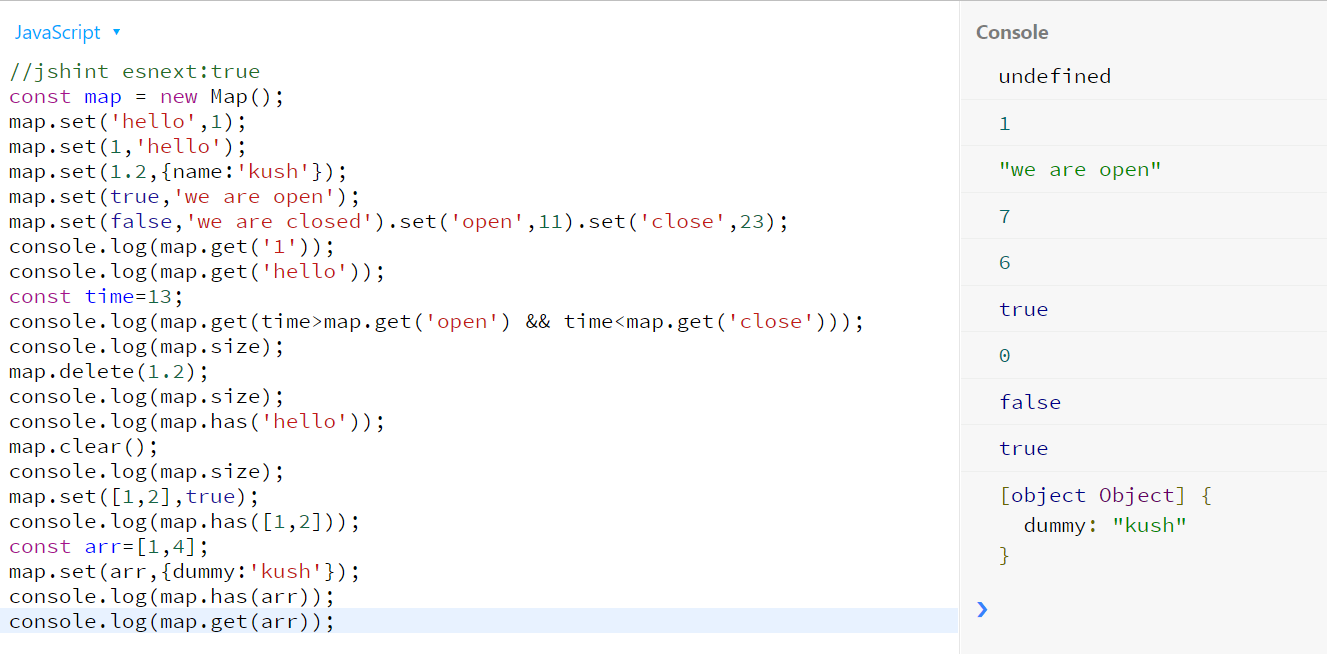 JavaScript ▾
//jshint esnext:true
const map = new Map();
map.set('hello',1);
map.set(1,'hello');
map.set(1.2,{name:'kush'});
map.set(true,'we are open');
map.set(false,'we are closed').set('open',11).set('close',23);
console.log(map.get('1'));
console.log(map.get('hello'));
const time=13;
console.log(map.get(time>map.get('open') && time<map.get('close')));
console.log(map.size);
map.delete(1.2);
console.log(map.size);
console.log(map.has('hello'));
map.clear();
console.log(map.size);
map.set([1,2],true);
console.log(map.has([1,2]));
const arr=[1,4];
map.set(arr,{dummy:'kush'});
console.log(map.has(arr));
console.log(map.get(arr));
Console
undefined
1
"we are open"
7
6
true
0
false
true
[object Object] {
  dummy: "kush"
}
❯